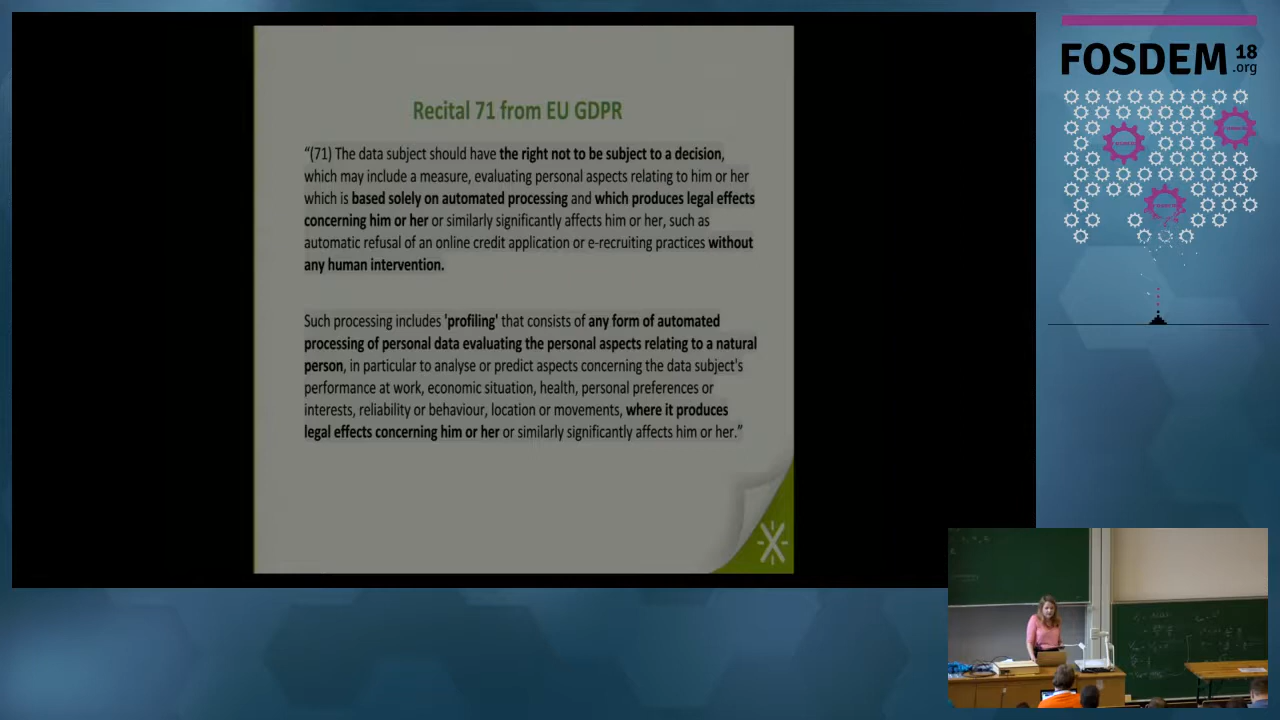 Recital 71 from EU GDPR
“(71) The data subject should have the right not to be subject to a decision,
which may include a measure, evaluating personal aspects relating to him or her
which is based solely on automated processing and which produces legal effects
concerning him or her or similarly significantly affects him or her, such as
automatic refusal of an online credit application or e-recruiting practices without
any human intervention.
Such processing includes 'profiling' that consists of any form of automated
processing of personal data evaluating the personal aspects relating to a natural
person, in particular to analyse or predict aspects concerning the data subject's
performance at work, economic situation, health, personal preferences or
interests, reliability or behaviour, location or movements, where it produces
legal effects concerning him or her or similarly significantly affects him or her.”
FOSDEM 18
.org